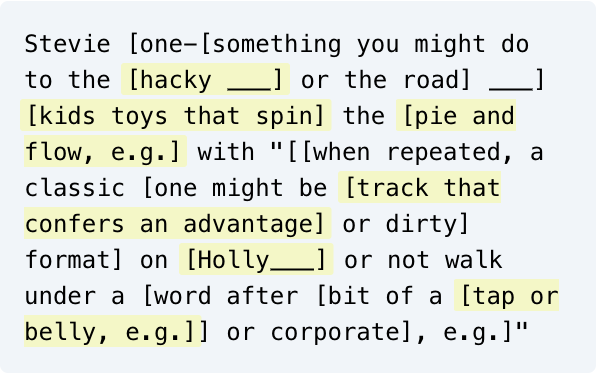 Stevie [one-[something you might do
to the [hacky ___] or the road] ___]
[kids toys that spin] the [pie and
flow, e.g.] with "[[when repeated, a
classic [one might be [track that
confers an advantage] or dirty]
format] on [Holly___] or not walk
under a [word after [bit of a [tap or
belly, e.g.]] or corporate], e.g.]"